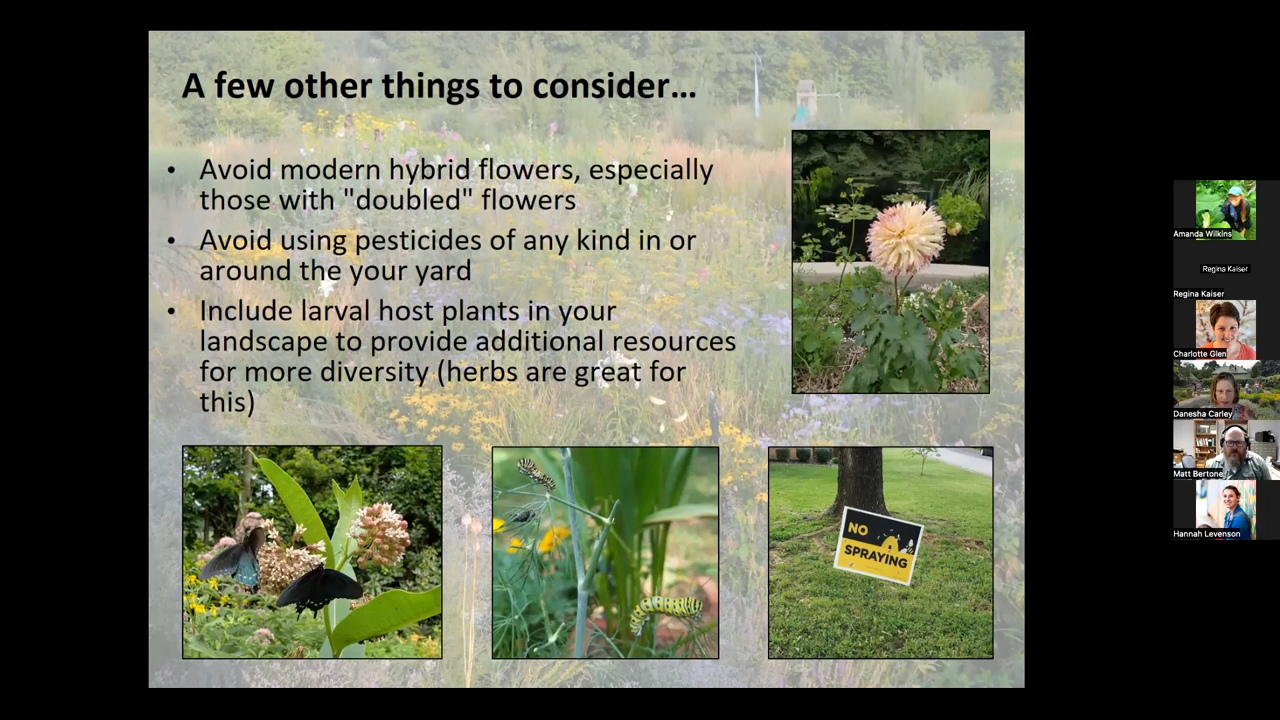 A few other things to consider…
• Avoid modern hybrid flowers, especially
those with "doubled" flowers
• Avoid using pesticides of any kind in or
around the your yard
• Include larval host plants in your
landscape to provide additional resources
for more diversity (herbs are great for
this)
NO
SPRAYING
Amanda Wilkins
Regina Kaiser
Regina Kaiser
Charlotte Glen
Danesha Carley
Matt Bertone
Hannah Levenson